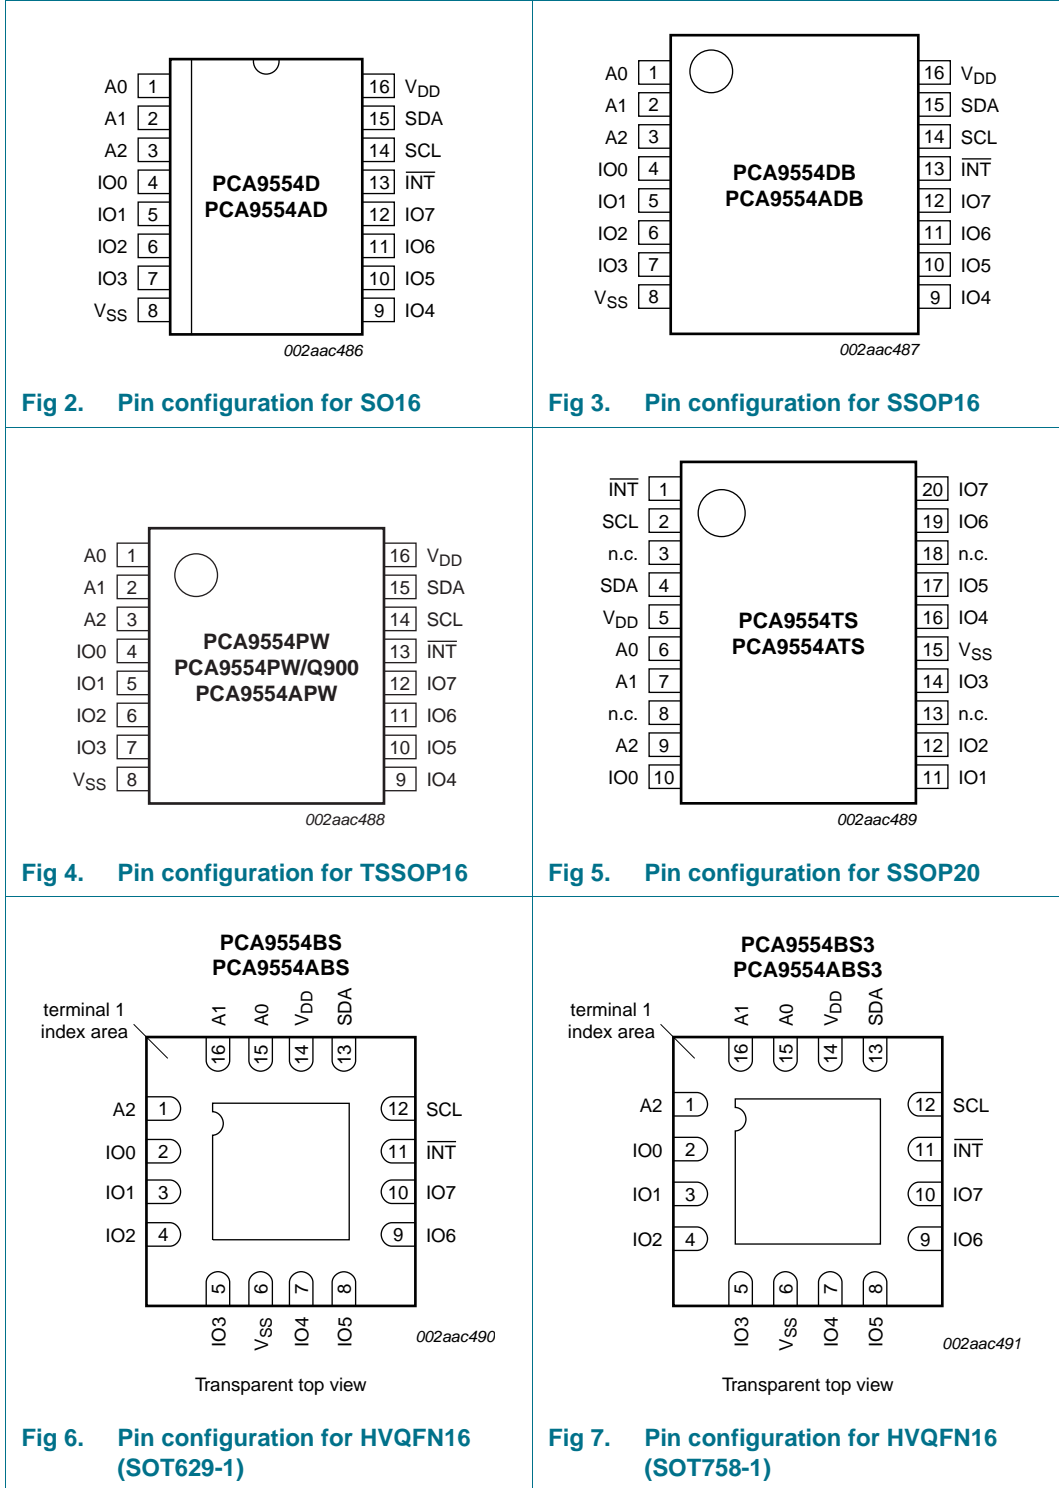 A0 1 16 VDD
A1 2 15 SDA
A2 3 14 SCL
IO0 4 13 INT
IO1 5 12 IO7
IO2 6 11 IO6
IO3 7 10 IO5
VSS 8 9 IO4
PCA9554D
PCA9554AD
002aac486
Fig 2. Pin configuration for SO16
A0 1 16 VDD
A1 2 15 SDA
A2 3 14 SCL
IO0 4 13 INT
IO1 5 12 IO7
IO2 6 11 IO6
IO3 7 10 IO5
VSS 8 9 IO4
PCA9554DB
PCA9554ADB
002aac487
Fig 3. Pin configuration for SSOP16
A0 1 16 VDD
A1 2 15 SDA
A2 3 14 SCL
IO0 4 13 INT
IO1 5 12 IO7
IO2 6 11 IO6
IO3 7 10 IO5
VSS 8 9 IO4
PCA9554PW
PCA9554PW/Q900
PCA9554APW
002aac488
Fig 4. Pin configuration for TSSOP16
INT 1 20 IO7
SCL 2 19 IO6
n.c. 3 18 n.c.
SDA 4 17 IO5
VDD 5 16 IO4
A0 6 15 VSS
A1 7 14 IO3
n.c. 8 13 n.c.
A2 9 12 IO2
IO0 10 11 IO1
PCA9554TS
PCA9554ATS
002aac489
Fig 5. Pin configuration for SSOP20
PCA9554BS
PCA9554ABS
terminal 1
index area
A1 A0 VDD SDA
16 15 14 13
A2 1 12 SCL
IO0 2 11 INT
IO1 3 10 IO7
IO2 4 9 IO6
5 6 7 8
IO3 VSS IO4 IO5
002aac490
Transparent top view
Fig 6. Pin configuration for HVQFN16
(SOT629-1)
PCA9554BS3
PCA9554ABS3
terminal 1
index area
A1 A0 VDD SDA
16 15 14 13
A2 1 12 SCL
IO0 2 11 INT
IO1 3 10 IO7
IO2 4 9 IO6
5 6 7 8
IO3 VSS IO4 IO5
002aac491
Transparent top view
Fig 7. Pin configuration for HVQFN16
(SOT758-1)